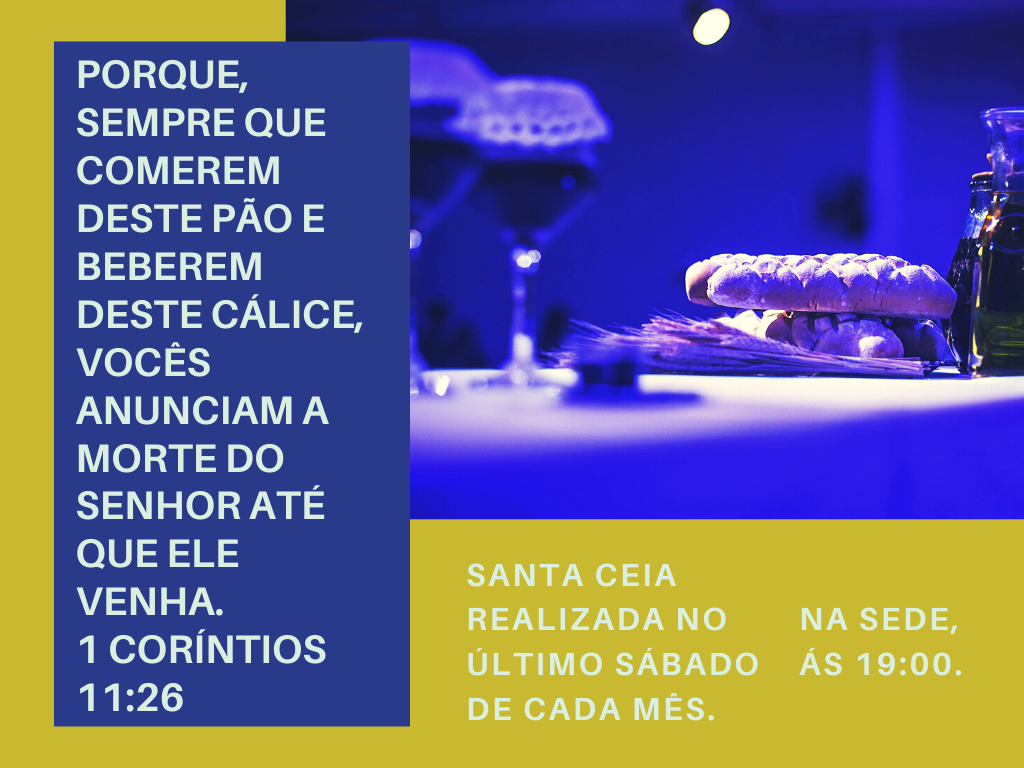 PORQUE,
SEMPRE QUE
COMEREM
DESTE PÃO E
BEBEREM
DESTE CÁLICE,
VOCÊS
ANUNCIAM A
MORTE DO
SENHOR ATÉ
QUE ELE
VENHA.
1 CORÍNTIOS
11:26
SANTA CEIA
REALIZADA NO
ÚLTIMO SÁBADO
DE CADA MÊS.
NA SEDE,
ÁS 19:00.